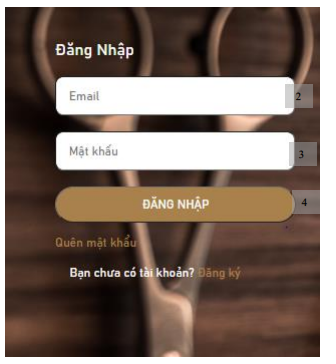 Đăng Nhập
Email 2
Mật khẩu 3
ĐĂNG NHẬP 4
Quên mật khẩu
Bạn chưa có tài khoản? Đăng ký